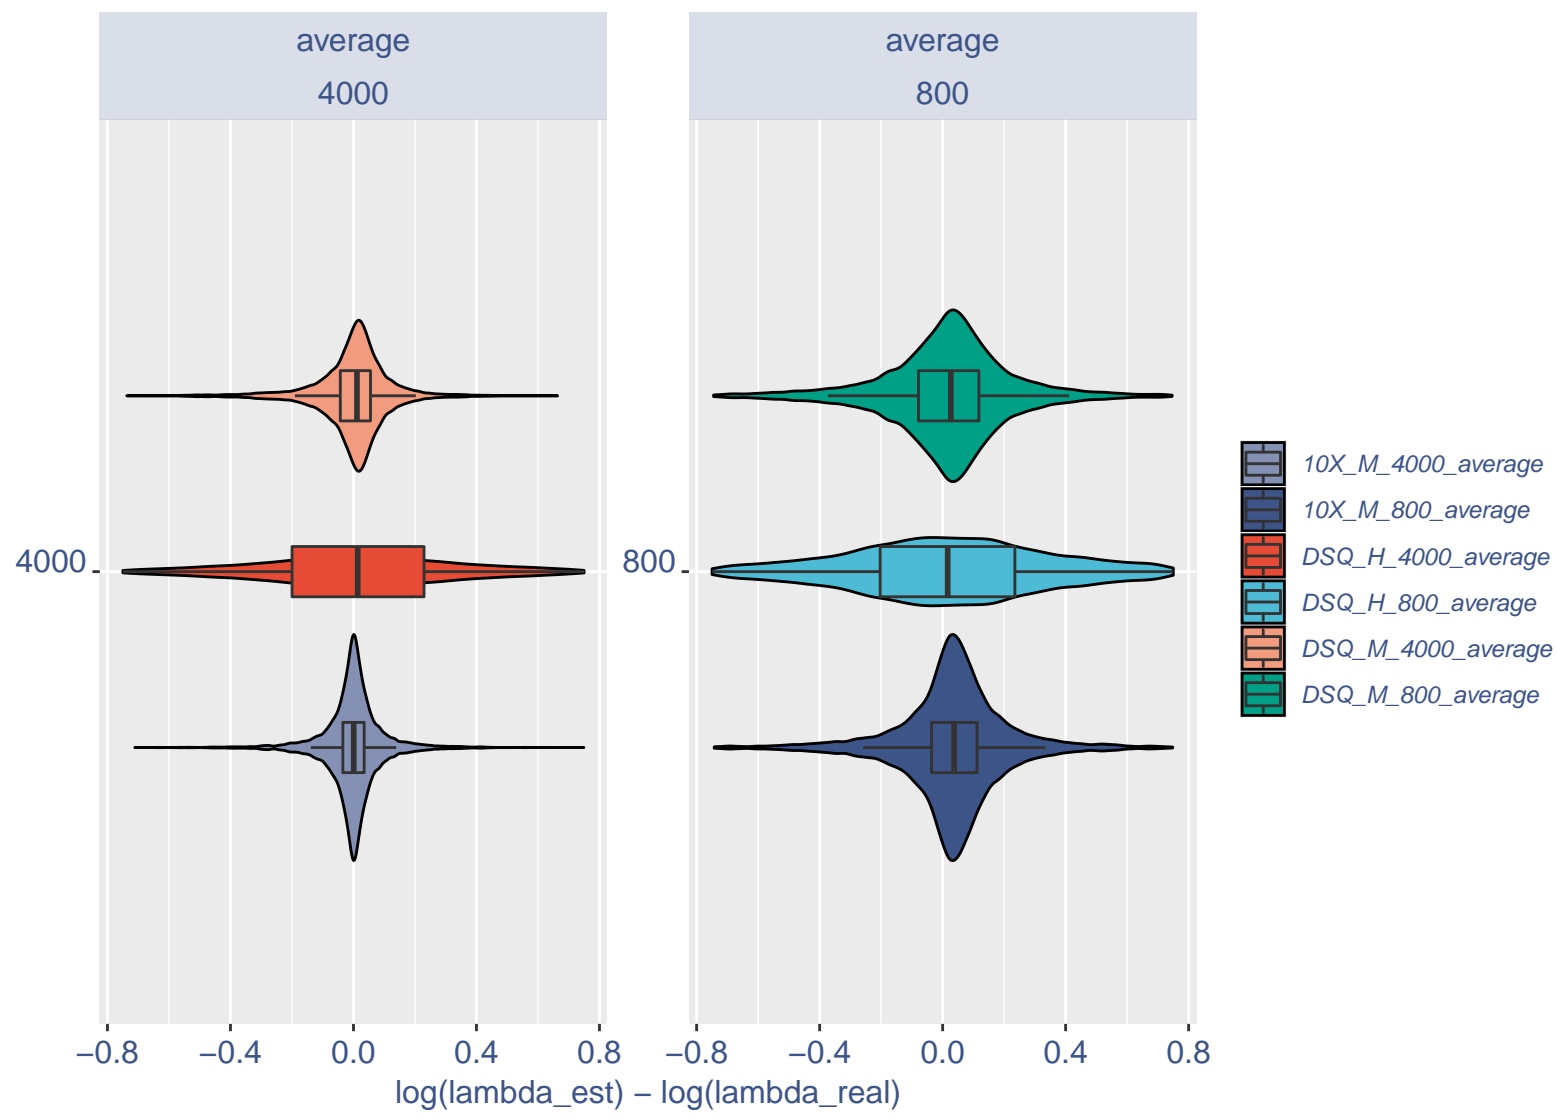 average
4000
average
800
4000
800
−0.8 −0.4 0.0 0.4 0.8
−0.8 −0.4 0.0 0.4 0.8
log(lambda_est) − log(lambda_real)
10X_M_4000_average
10X_M_800_average
DSQ_H_4000_average
DSQ_H_800_average
DSQ_M_4000_average
DSQ_M_800_average